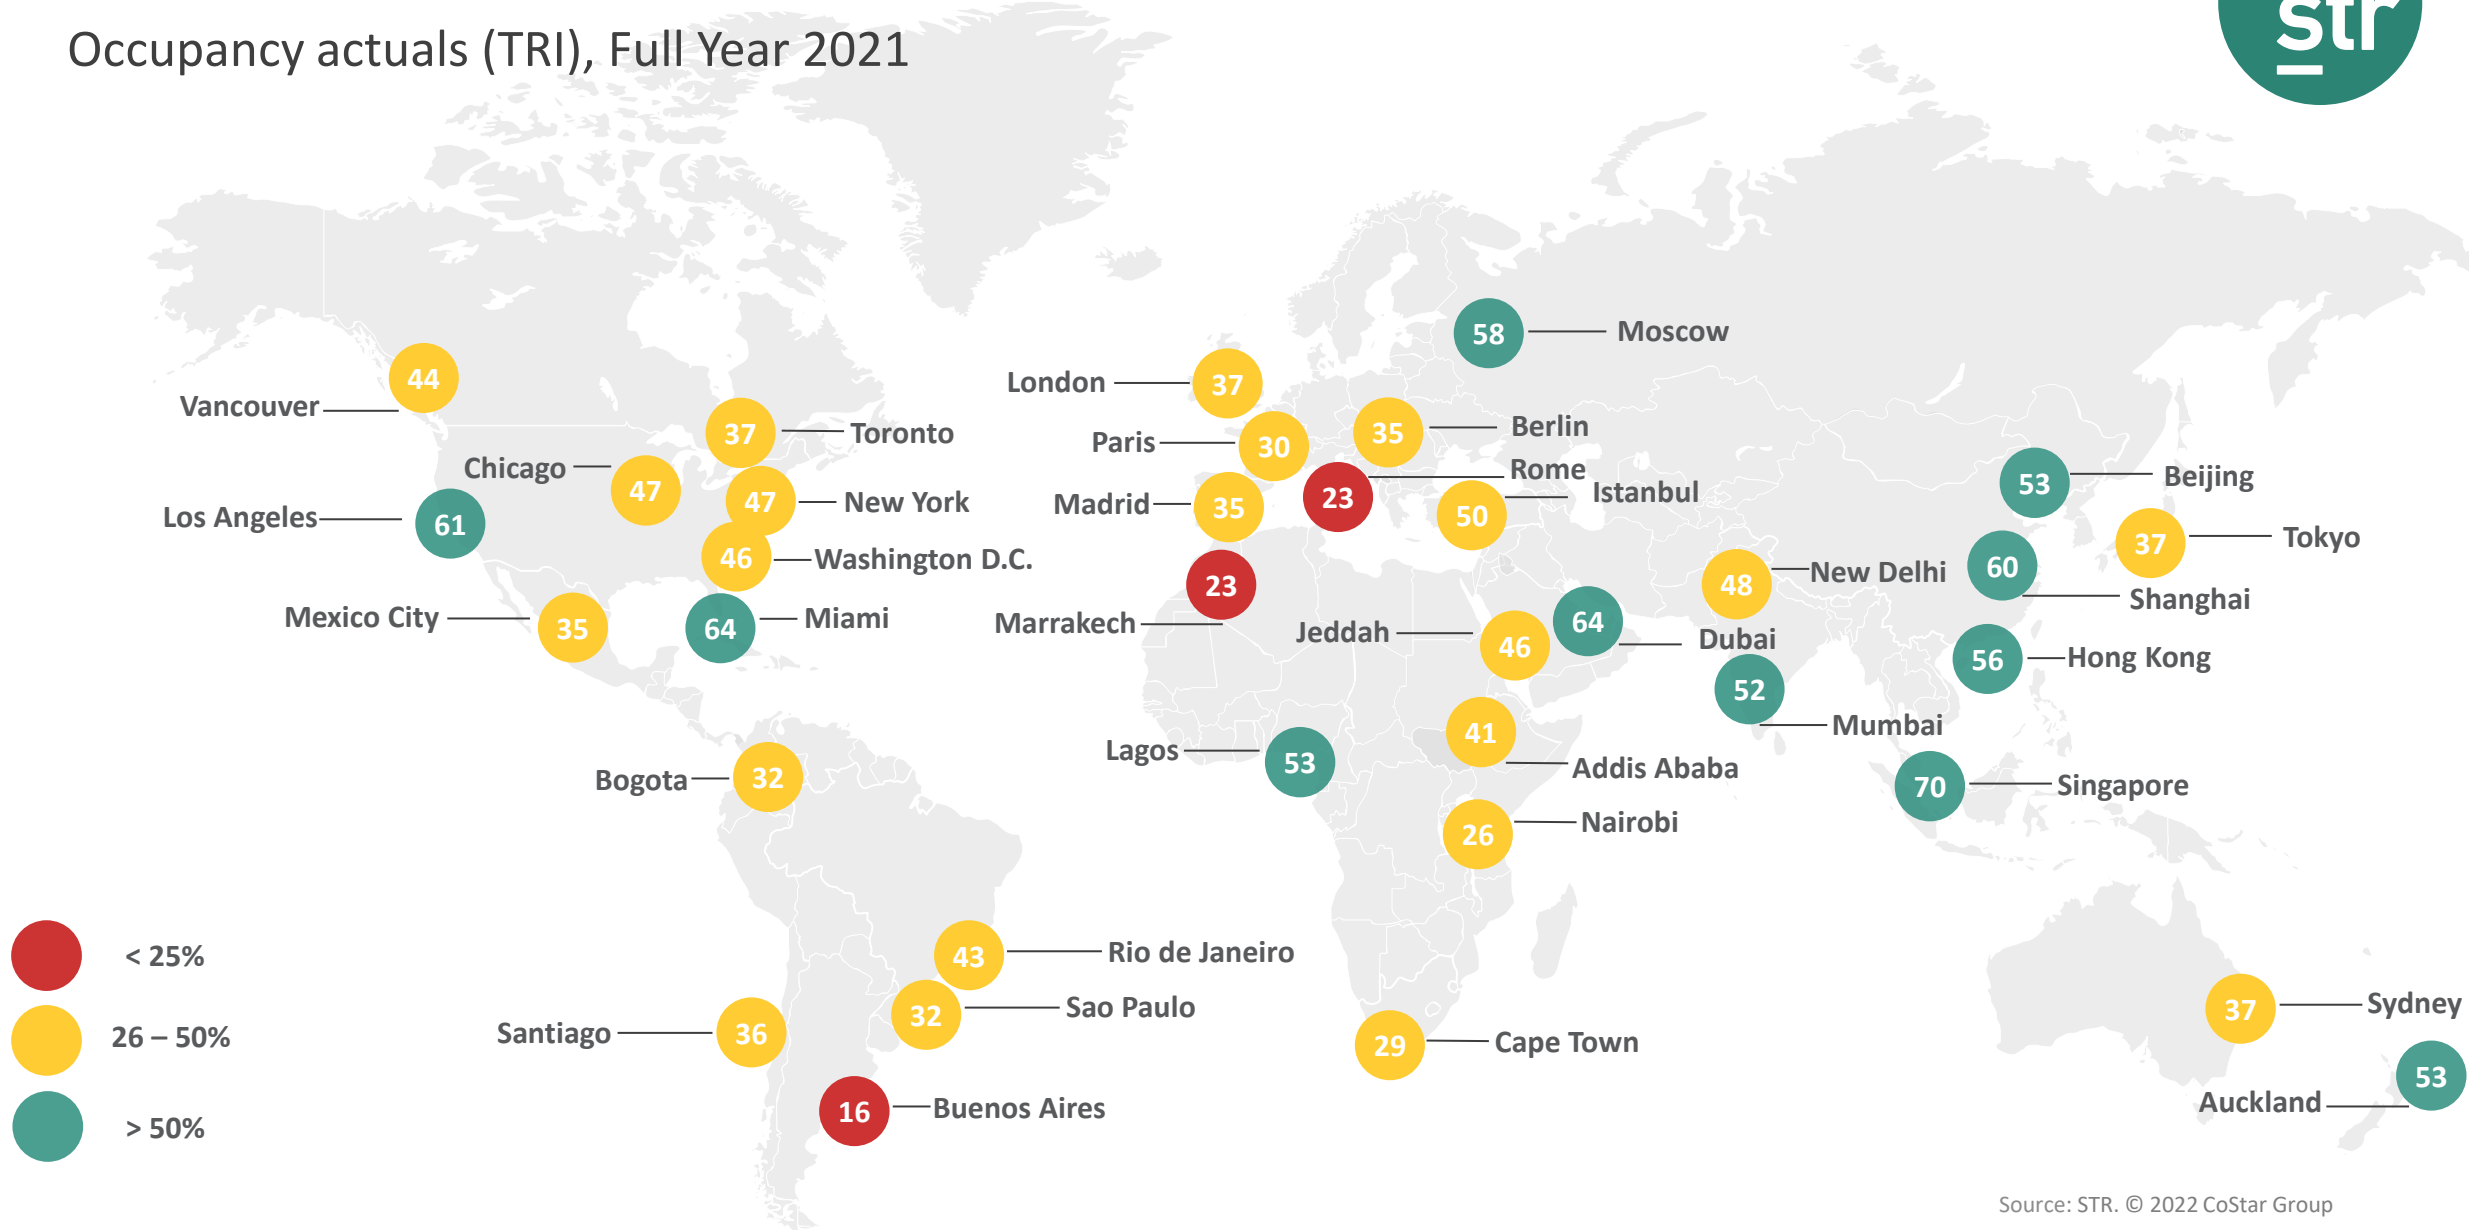 Occupancy actuals (TRI), Full Year 2021
str
58
Moscow
44
Vancouver
London
37
37
Toronto
Paris
30
35
Berlin
Chicago
47
23
Rome
53
Beijing
47
New York
Madrid
35
50
Istanbul
Los Angeles
61
37
Tokyo
46
Washington D.C.
48
New Delhi
60
Shanghai
23
Marrakech
Mexico City
35
64
Miami
Jeddah
46
64
Dubai
56
Hong Kong
52
Mumbai
Lagos
53
41
Addis Ababa
Bogota
32
70
Singapore
26
Nairobi
< 25%
43
Rio de Janeiro
32
Sao Paulo
37
Sydney
26 – 50%
Santiago
36
29
Cape Town
53
Auckland
> 50%
16
Buenos Aires
Source: STR. © 2022 CoStar Group